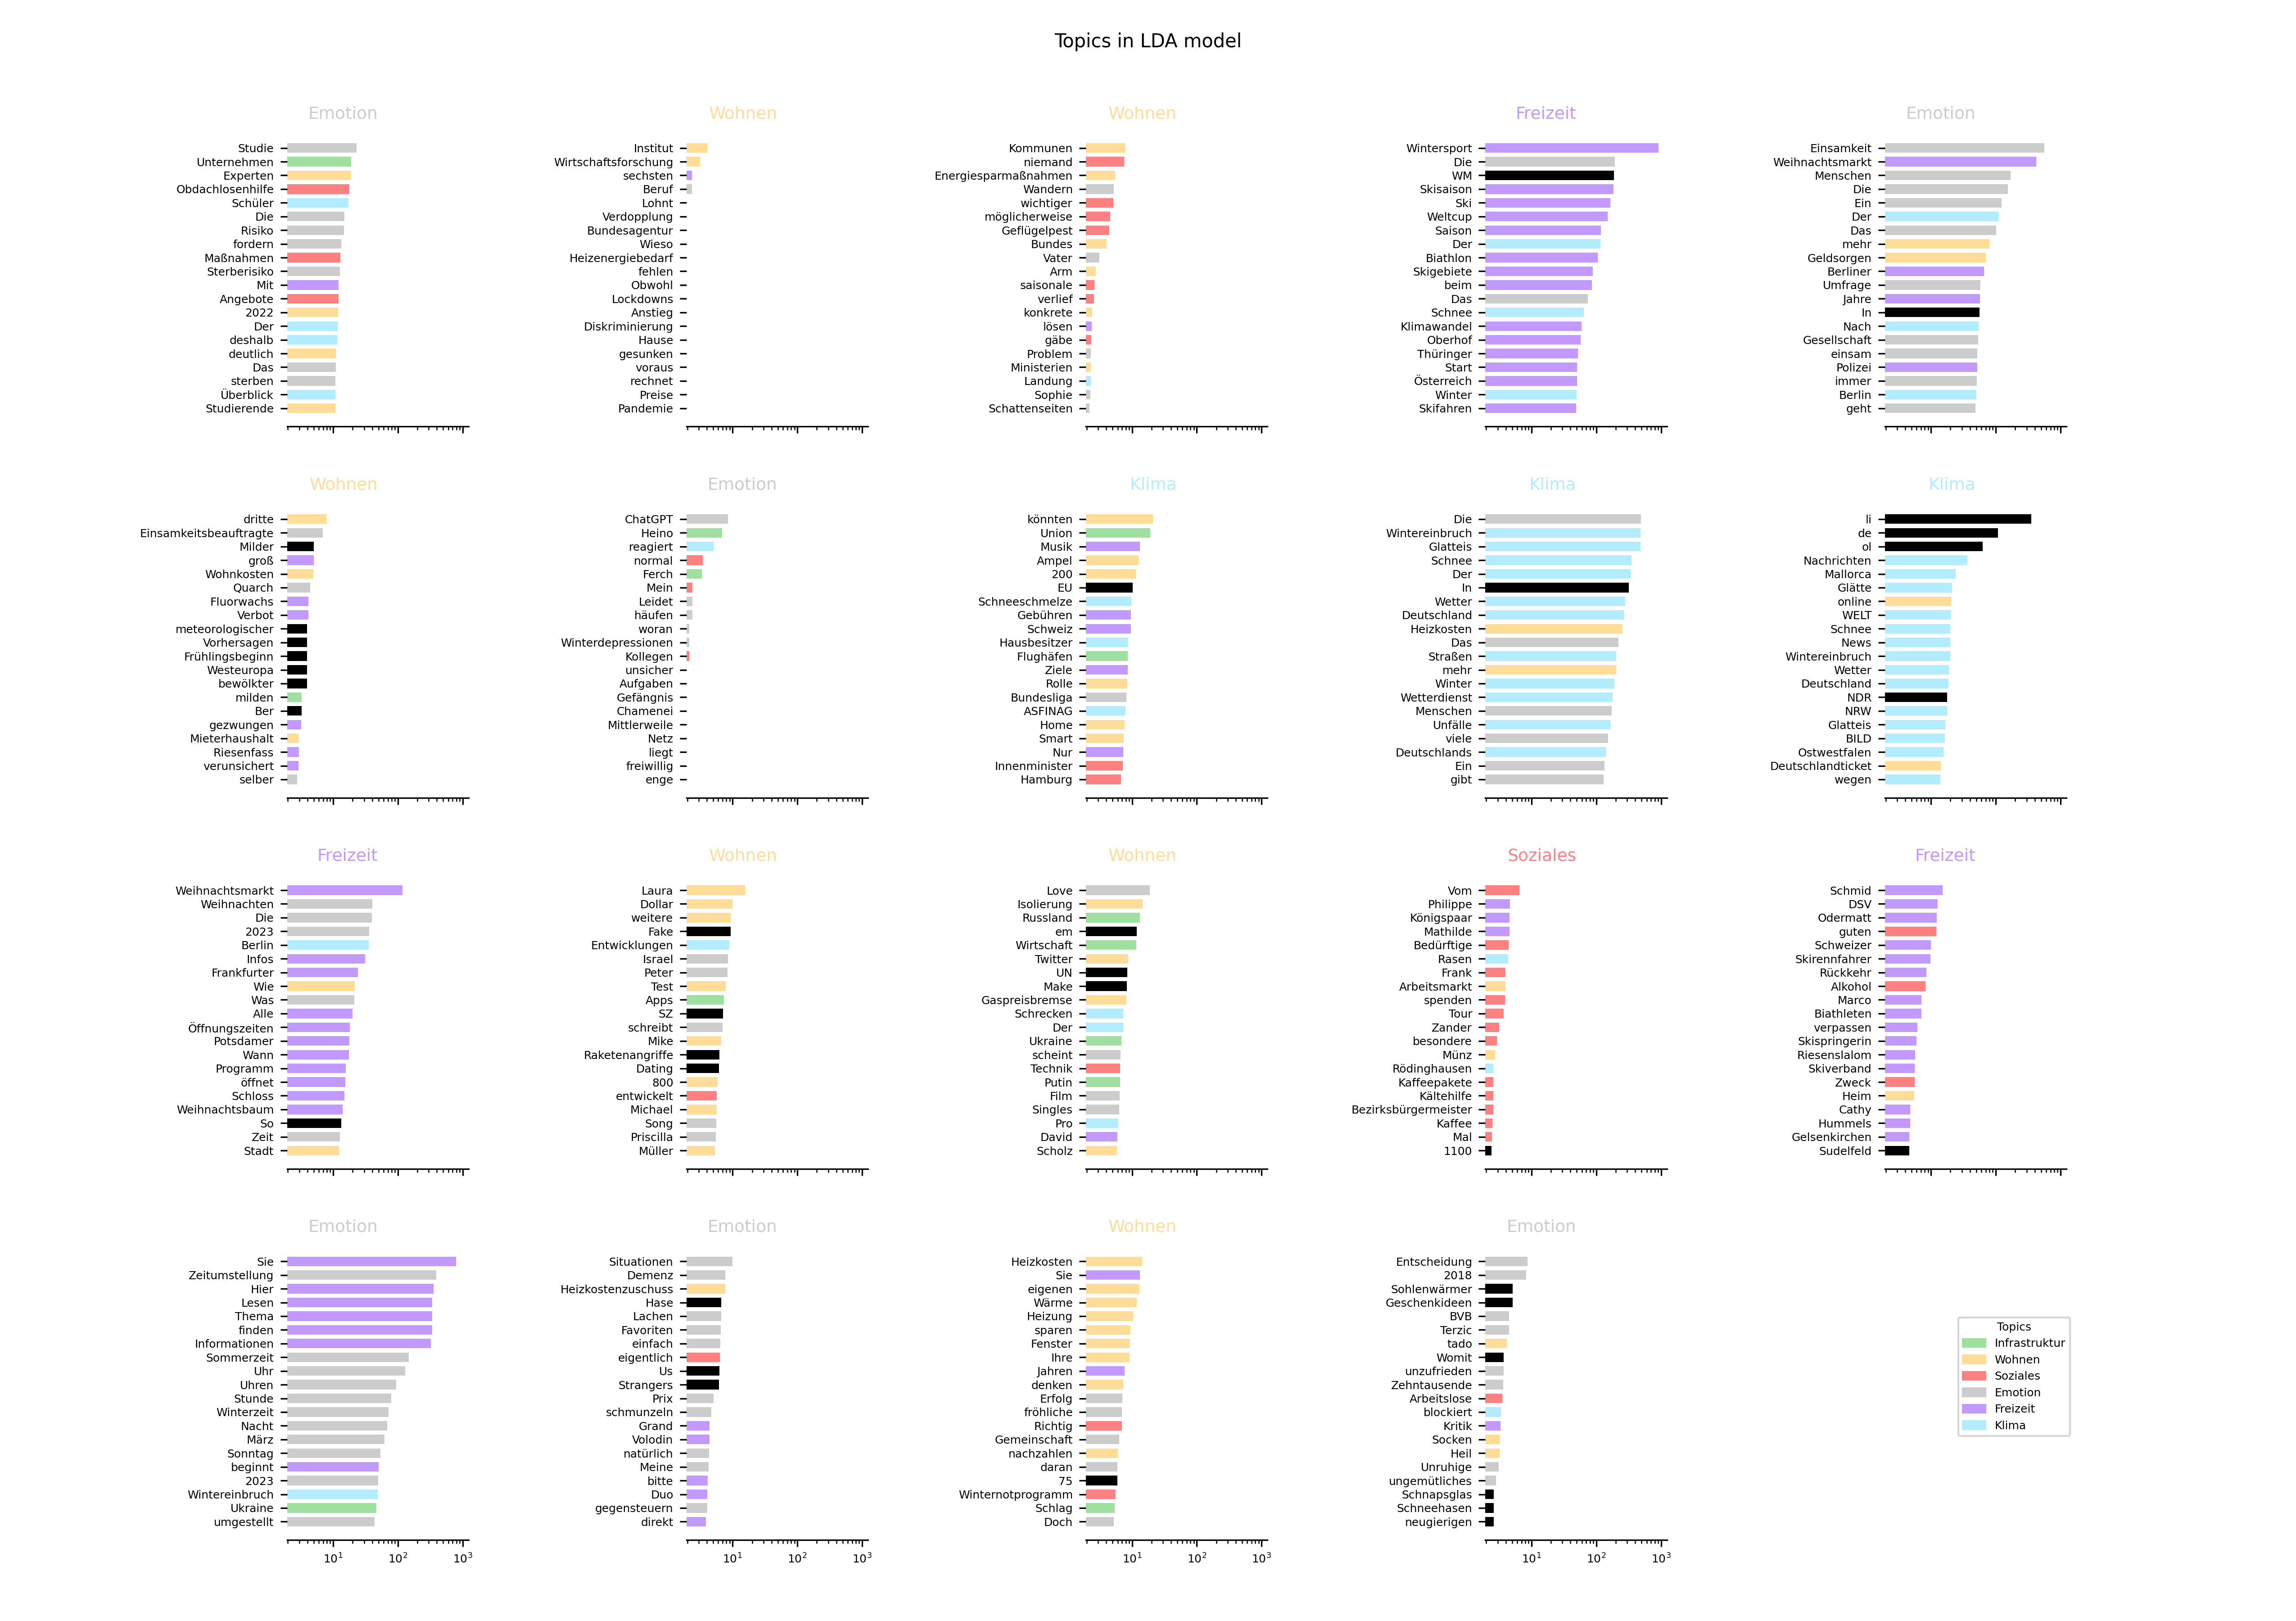 Topics in LDA model
Emotion
Studie
Unternehmen
Experten
Obdachlosenhilfe
Schüler
Die
Risiko
fordern
Maßnahmen
Sterberisiko
Mit
Angebote
2022
Der
deshalb
deutlich
Das
sterben
Überblick
Studierende
Wohnen
Institut
Wirtschaftsforschung
sechsten
Beruf
Lohnt
Verdopplung
Bundesagentur
Wieso
Heizenergiebedarf
fehlen
Obwohl
Lockdowns
Anstieg
Diskriminierung
Hause
gesunken
voraus
rechnet
Preise
Pandemie
Wohnen
Kommunen
niemand
Energiesparmaßnahmen
Wandern
wichtiger
möglicherweise
Geflügelpest
Bundes
Vater
Arm
saisonale
verlief
konkrete
lösen
gäbe
Problem
Ministerien
Landung
Sophie
Schattenseiten
Freizeit
Wintersport
Die
WM
Skisaison
Ski
Weltcup
Saison
Der
Biathlon
Skigebiete
beim
Das
Schnee
Klimawandel
Oberhof
Thüringer
Start
Österreich
Winter
Skifahren
Emotion
Einsamkeit
Weihnachtsmarkt
Menschen
Die
Ein
Der
Das
mehr
Geldsorgen
Berliner
Umfrage
Jahre
In
Nach
Gesellschaft
einsam
Polizei
immer
Berlin
geht
Wohnen
dritte
Einsamkeitsbeauftragte
Milder
groß
Wohnkosten
Quarch
Fluorwachs
Verbot
meteorologischer
Vorhersagen
Frühlingsbeginn
Westeuropa
bewölkter
milden
Ber
gezwungen
Mieterhaushalt
Riesenfass
verunsichert
selber
Emotion
ChatGPT
Heino
reagiert
normal
Ferch
Mein
Leidet
häufen
woran
Winterdepressionen
Kollegen
unsicher
Aufgaben
Gefängnis
Chamenei
Mittlerweile
Netz
liegt
freiwillig
enge
Klima
könnten
Union
Musik
Ampel
200
EU
Schneeschmelze
Gebühren
Schweiz
Hausbesitzer
Flughäfen
Ziele
Rolle
Bundesliga
ASFINAG
Home
Smart
Nur
Innenminister
Hamburg
Klima
Die
Wintereinbruch
Glatteis
Schnee
Der
In
Wetter
Deutschland
Heizkosten
Das
Straßen
mehr
Winter
Wetterdienst
Menschen
Unfälle
viele
Deutschlands
Ein
gibt
Klima
li
de
ol
Nachrichten
Mallorca
Glätte
online
WELT
Schnee
News
Wintereinbruch
Wetter
Deutschland
NDR
NRW
Glatteis
BILD
Ostwestfalen
Deutschlandticket
wegen
Freizeit
Weihnachtsmarkt
Weihnachten
Die
2023
Berlin
Infos
Frankfurter
Wie
Was
Alle
Öffnungszeiten
Potsdamer
Wann
Programm
öffnet
Schloss
Weihnachtsbaum
So
Zeit
Stadt
Wohnen
Laura
Dollar
weitere
Fake
Entwicklungen
Israel
Peter
Test
Apps
SZ
schreibt
Mike
Raketenangriffe
Dating
800
entwickelt
Michael
Song
Priscilla
Müller
Wohnen
Love
Isolierung
Russland
em
Wirtschaft
Twitter
UN
Make
Gaspreisbremse
Schrecken
Der
Ukraine
scheint
Technik
Putin
Film
Singles
Pro
David
Scholz
Soziales
Vom
Philippe
Königspaar
Mathilde
Bedürftige
Rasen
Frank
Arbeitsmarkt
spenden
Tour
Zander
besondere
Münz
Rödinghausen
Kaffeepakete
Kältehilfe
Bezirksbürgermeister
Kaffee
Mal
1100
Freizeit
Schmid
DSV
Odermatt
guten
Schweizer
Skirennfahrer
Rückkehr
Alkohol
Marco
Biathleten
verpassen
Skispringerin
Riesenslalom
Skiverband
Zweck
Heim
Cathy
Hummels
Gelsenkirchen
Sudelfeld
Emotion
Sie
Zeitumstellung
Hier
Lesen
Thema
finden
Informationen
Sommerzeit
Uhr
Uhren
Stunde
Winterzeit
Nacht
März
Sonntag
beginnt
2023
Wintereinbruch
Ukraine
umgestellt
10¹ 10² 10³
Emotion
Situationen
Demenz
Heizkostenzuschuss
Hase
Lachen
Favoriten
einfach
eigentlich
Us
Strangers
Prix
schmunzeln
Grand
Volodin
natürlich
Meine
bitte
Duo
gegensteuern
direkt
10¹ 10² 10³
Wohnen
Heizkosten
Sie
eigenen
Wärme
Heizung
sparen
Fenster
Ihre
Jahren
denken
Erfolg
fröhliche
Richtig
Gemeinschaft
nachzahlen
daran
75
Winternotprogramm
Schlag
Doch
10¹ 10² 10³
Emotion
Entscheidung
2018
Sohlenwärmer
Geschenkideen
BVB
Terzic
tado
Womit
unzufrieden
Zehntausende
Arbeitslose
blockiert
Kritik
Socken
Heil
Unruhige
ungemütliches
Schnapsglas
Schneehasen
neugierigen
10¹ 10² 10³
Topics
Infrastruktur
Wohnen
Soziales
Emotion
Freizeit
Klima